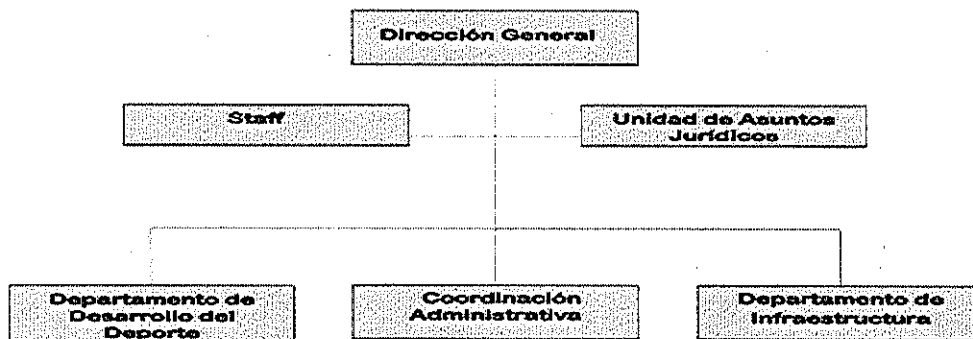 Dirección General
Staff
Unidad de Asuntos
Jurídicos
Departamento de
Desarrollo del
Deporte
Coordinación
Administrativa
Departamento de
Infraestructura